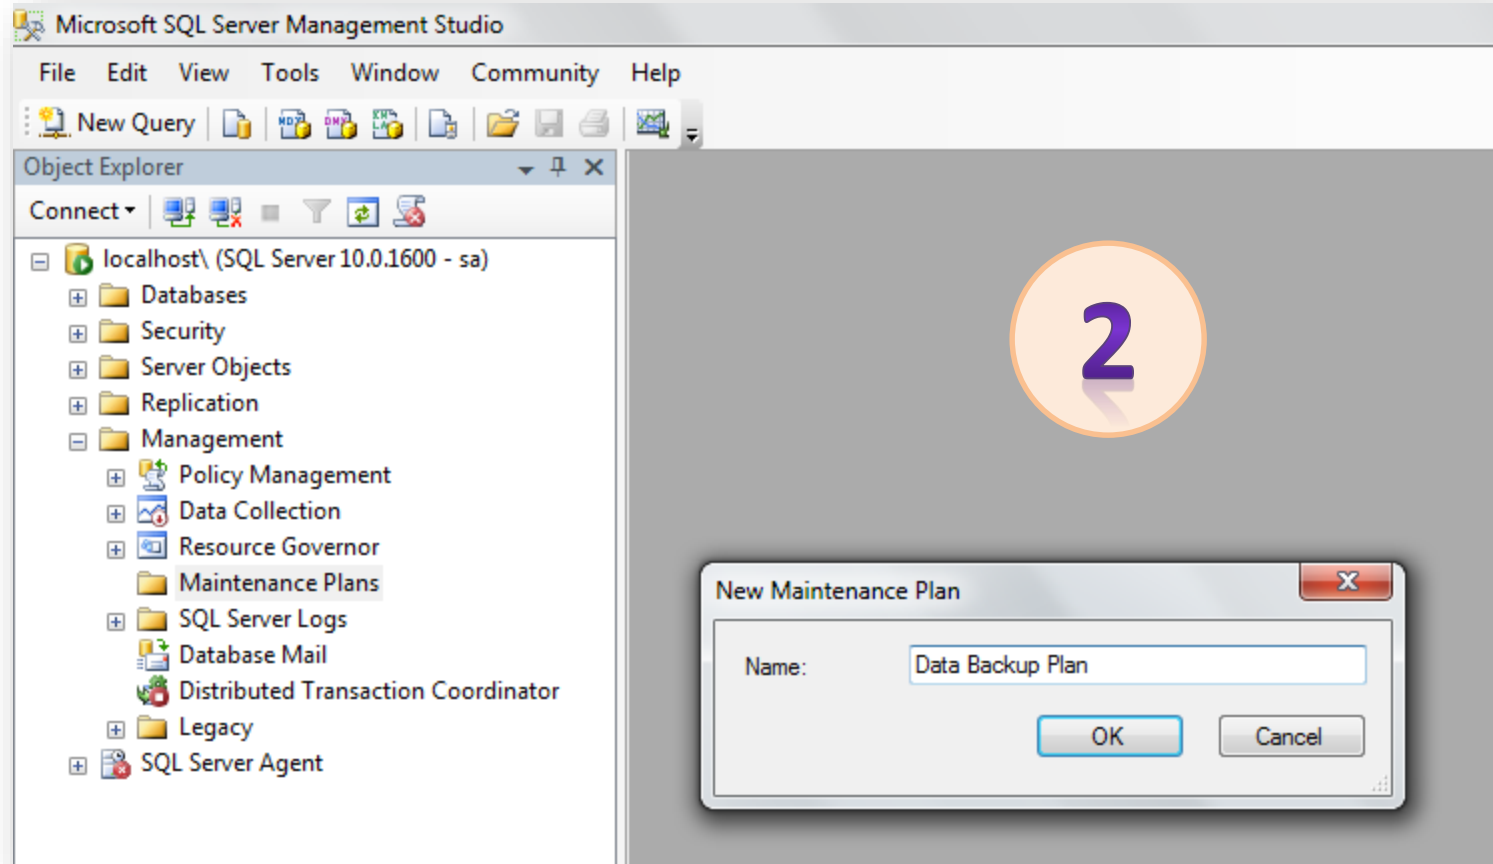 Microsoft SQL Server Management Studio
File Edit View Tools Window Community Help
New Query
Object Explorer
Connect
localhost\ (SQL Server 10.0.1600 - sa)
Databases
Security
Server Objects
Replication
Management
Policy Management
Data Collection
Resource Governor
Maintenance Plans
SQL Server Logs
Database Mail
Distributed Transaction Coordinator
Legacy
SQL Server Agent
2
New Maintenance Plan
Name: Data Backup Plan
OK Cancel